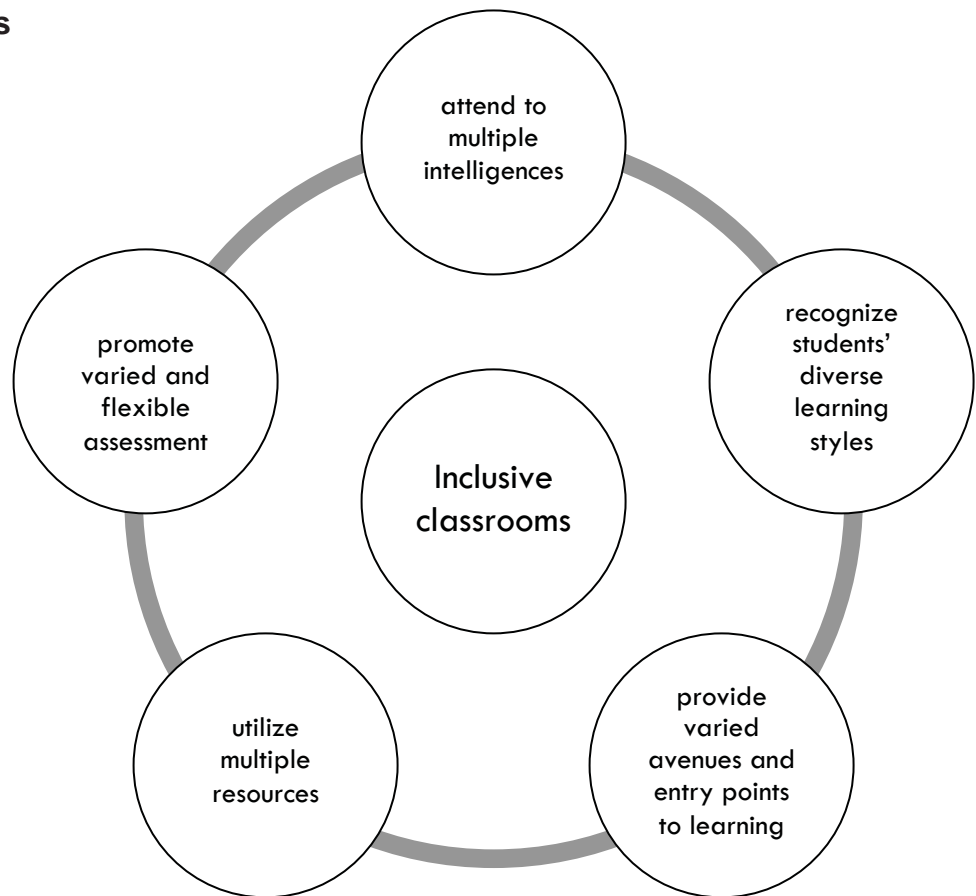 s
attend to
multiple
intelligences
recognize
students’
diverse
learning
styles
provide
varied
avenues and
entry points
to learning
utilize
multiple
resources
promote
varied and
flexible
assessment
Inclusive
classrooms